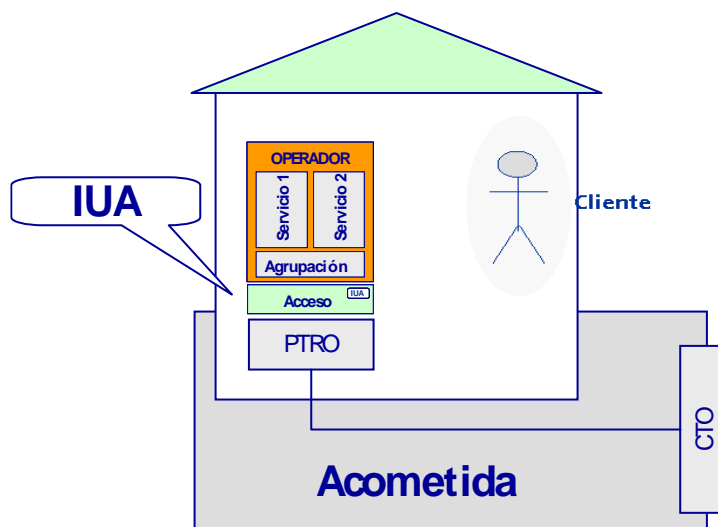 OPERADOR
Servicio 1
Servicio 2
Agrupación
IUA
Acceso
IUA
PTRO
Cliente
CTO
Acometida